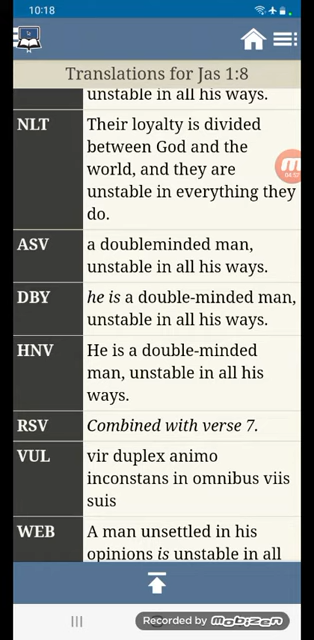 10:18
Translations for Jas 1:8
unstable in all his ways.
NLT
Their loyalty is divided
between God and the
world, and they are
unstable in everything they
do.
ASV
a doubleminded man,
unstable in all his ways.
DBY
he is a double-minded man,
unstable in all his ways.
HNV
He is a double-minded
man, unstable in all his
ways.
RSV
Combined with verse 7.
VUL
vir duplex animo
inconstans in omnibus viis
suis
WEB
A man unsettled in his
opinions is unstable in all
Recorded by mobizen